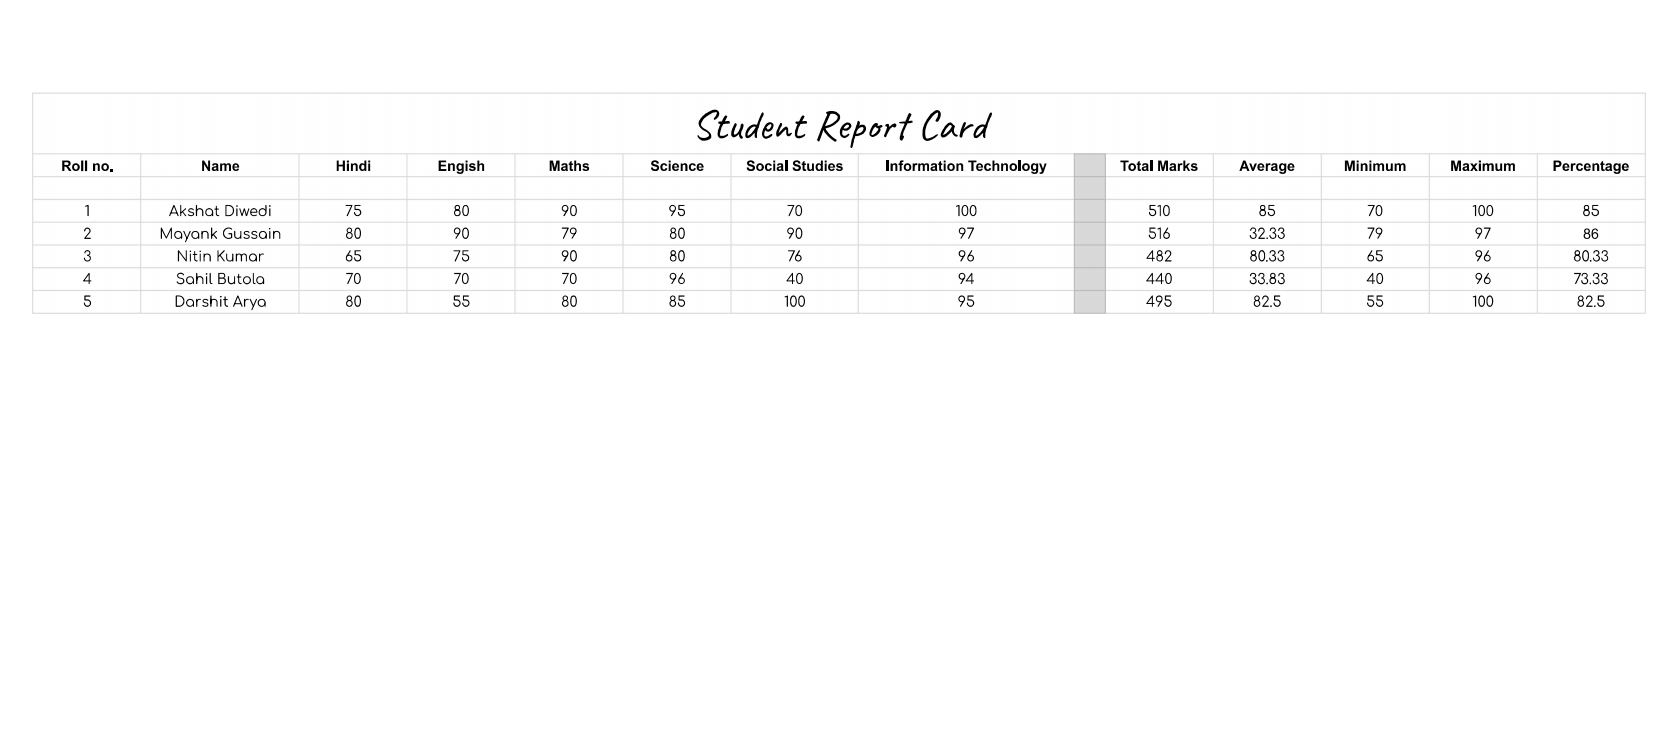 Student Report Card
Roll no. Name Hindi Engish Maths Science Social Studies Information Technology Total Marks Average Minimum Maximum Percentage
1 Akshat Diwedi 75 80 90 95 70 100 510 85 70 100 85
2 Mayank Gussain 80 90 79 80 90 97 516 32.33 79 97 86
3 Nitin Kumar 65 75 90 80 76 96 482 80.33 65 96 80.33
4 Sahil Butola 70 70 70 96 40 94 440 33.83 40 96 73.33
5 Darshit Arya 80 55 80 85 100 95 495 82.5 55 100 82.5